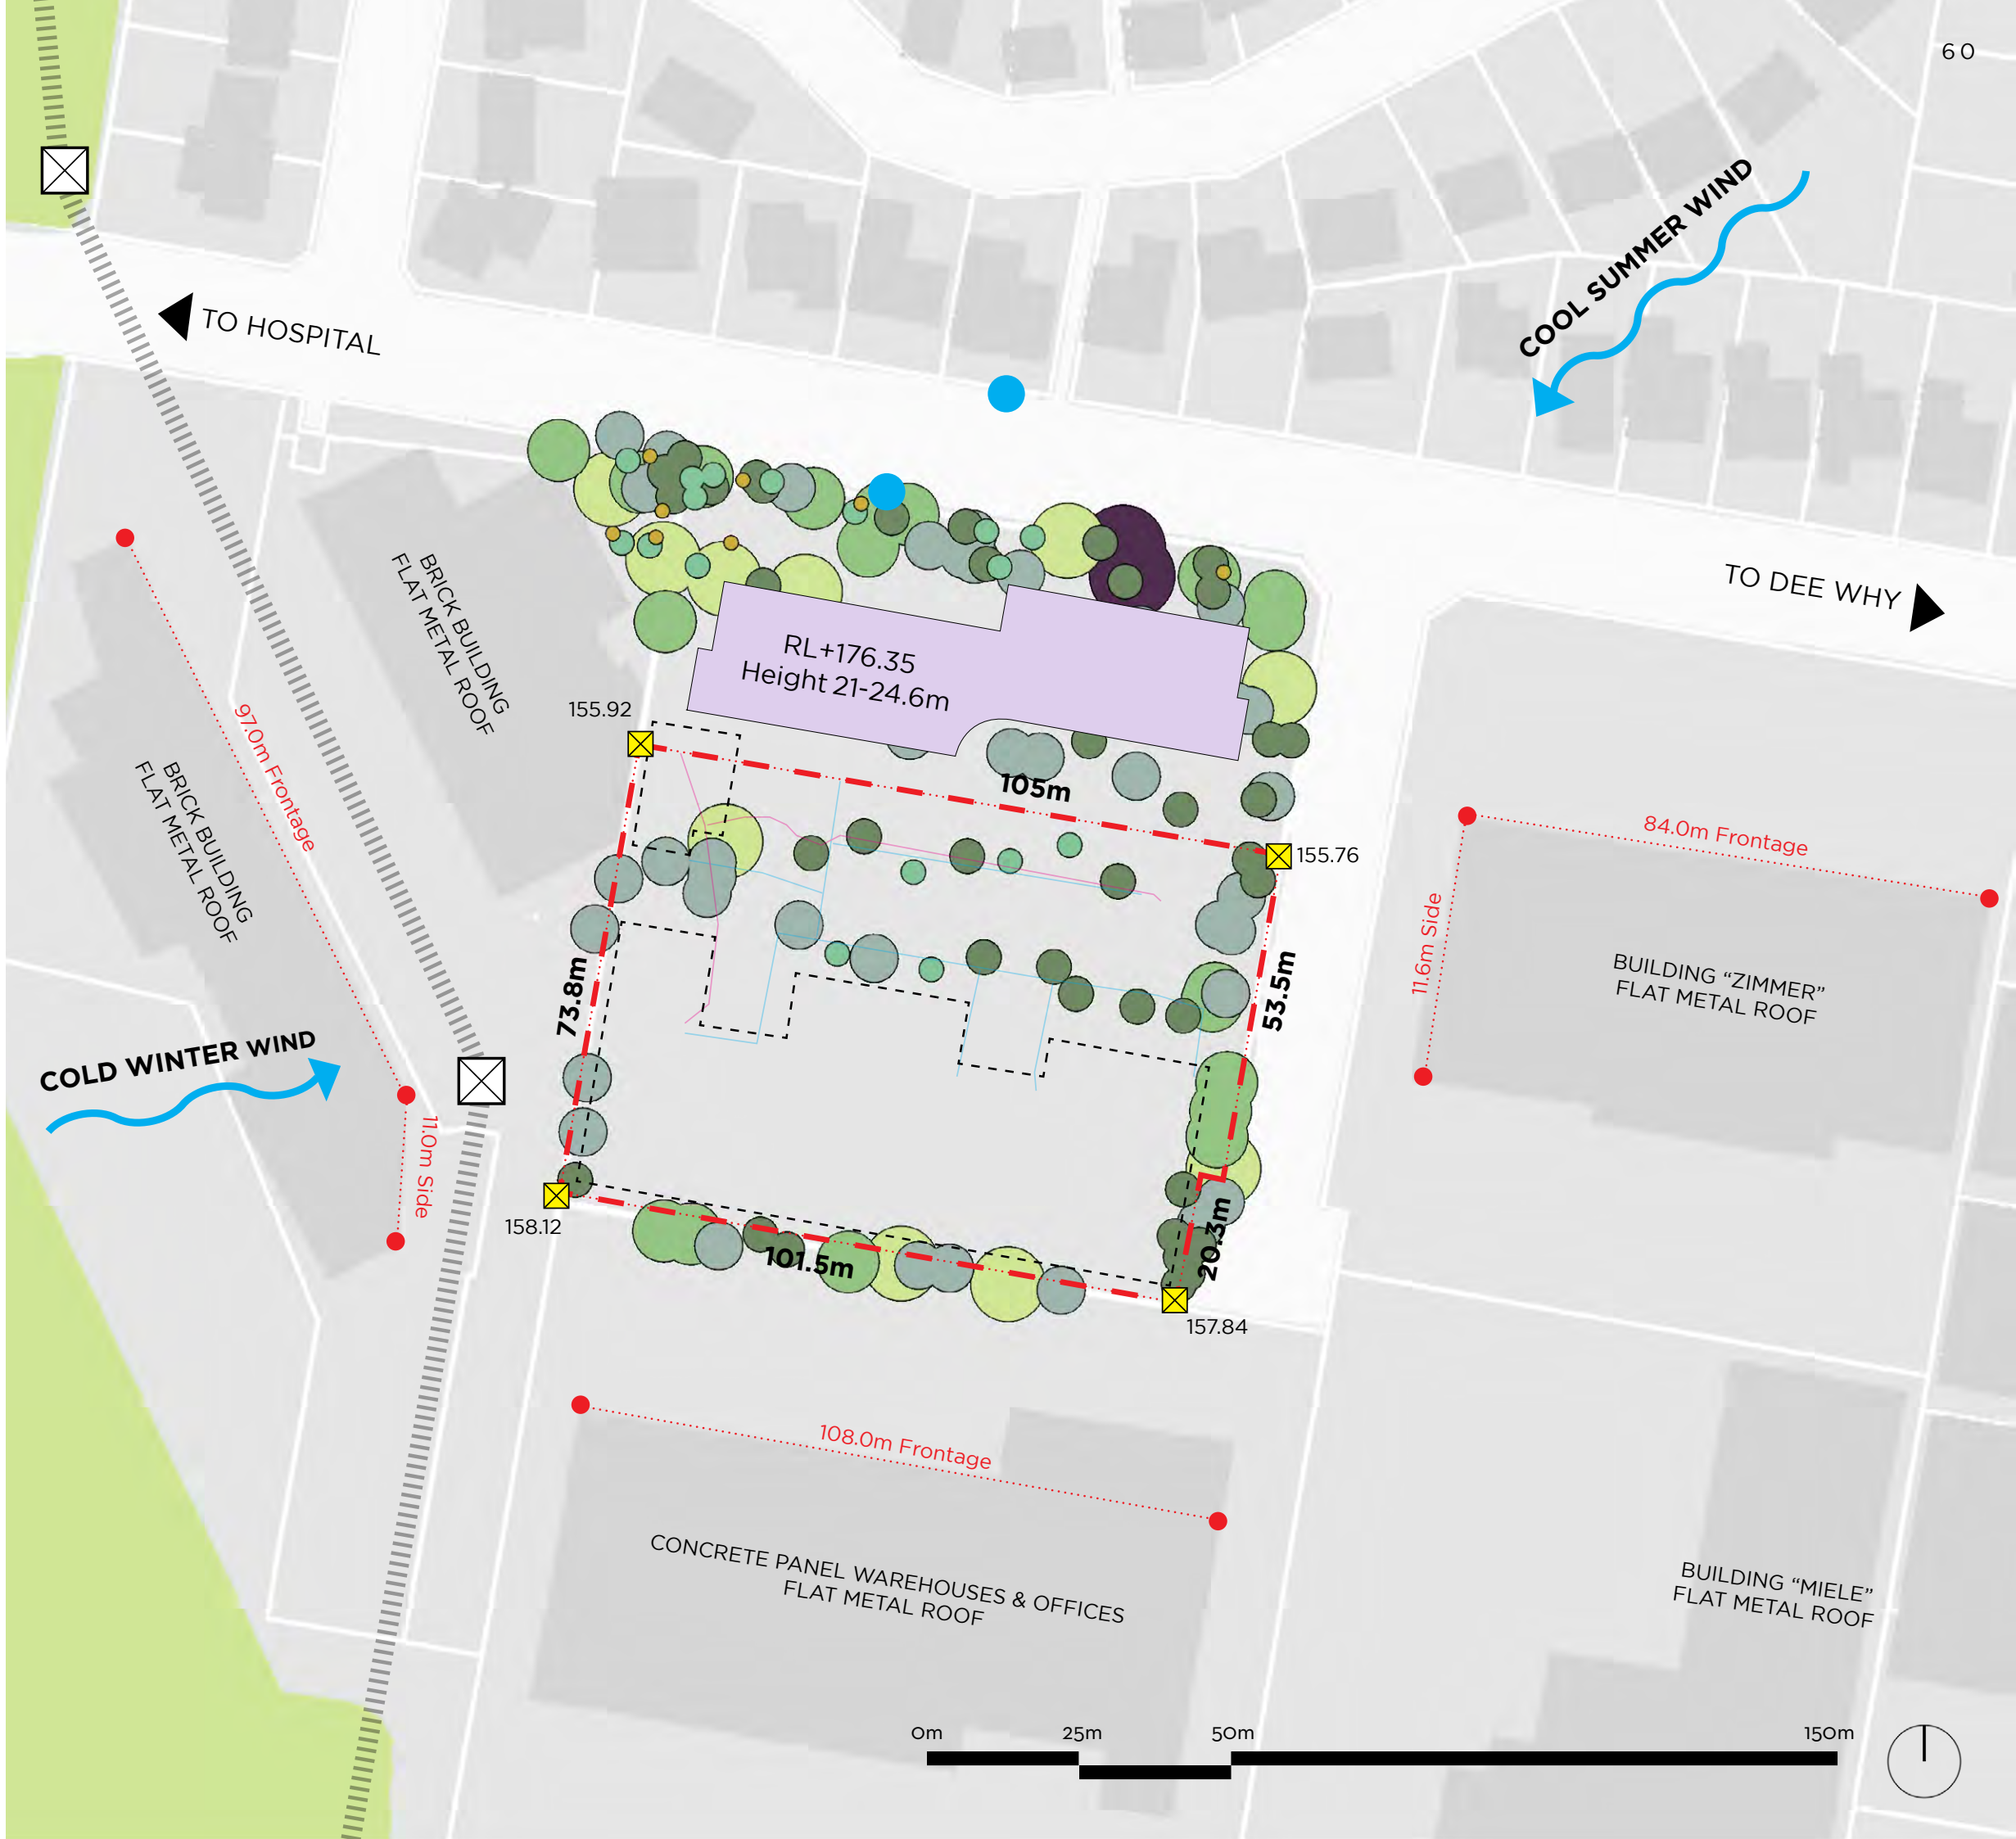 60
COOL SUMMER WIND
TO HOSPITAL
TO DEE WHY
BRICK BUILDING
FLAT METAL ROOF
RL+176.35
Height 21-24.6m
155.92
97.0m Frontage
BRICK BUILDING
FLAT METAL ROOF
105m
155.76
84.0m Frontage
11.6m Side
BUILDING “ZIMMER”
FLAT METAL ROOF
73.8m
53.5m
COLD WINTER WIND
11.0m Side
158.12
101.5m
20.3m
157.84
108.0m Frontage
CONCRETE PANEL WAREHOUSES & OFFICES
FLAT METAL ROOF
BUILDING “MIELE”
FLAT METAL ROOF
0m 25m 50m 150m